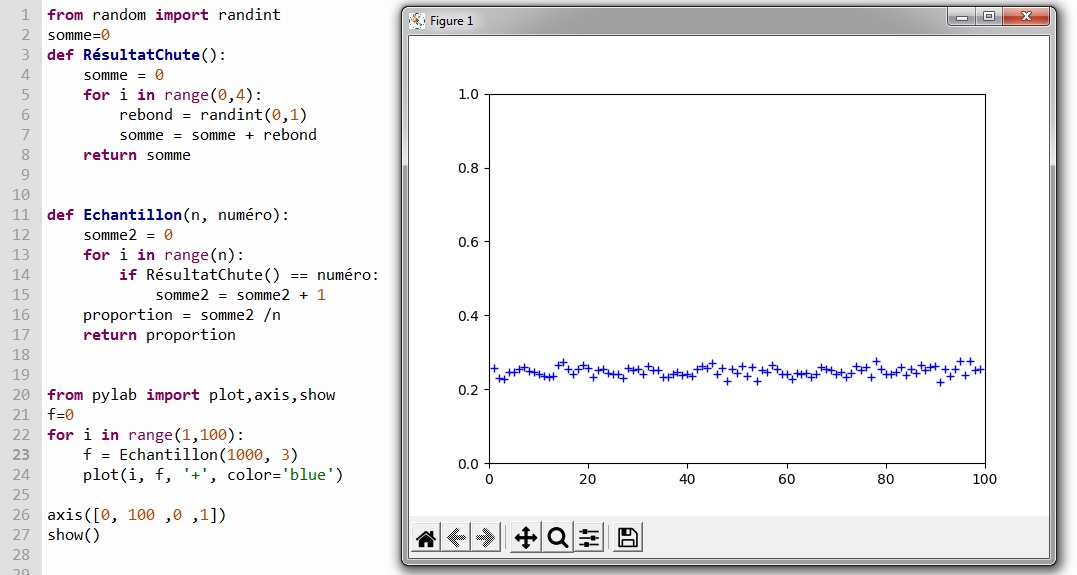 1 from random import randint
2 somme=0
3 def RésultatChute():
4     somme = 0
5     for i in range(0,4):
6         rebond = randint(0,1)
7         somme = somme + rebond
8     return somme
9
10
11 def Echantillon(n, numéro):
12     somme2 = 0
13     for i in range(n):
14         if RésultatChute() == numéro:
15             somme2 = somme2 + 1
16     proportion = somme2 /n
17     return proportion
18
19
20 from pylab import plot,axis,show
21 f=0
22 for i in range(1,100):
23     f = Echantillon(1000, 3)
24     plot(i, f, '+', color='blue')
25
26 axis([0, 100 ,0 ,1])
27 show()
28
29
Figure 1
1.0
0.8
0.6
0.4
0.2
0.0
0 20 40 60 80 100